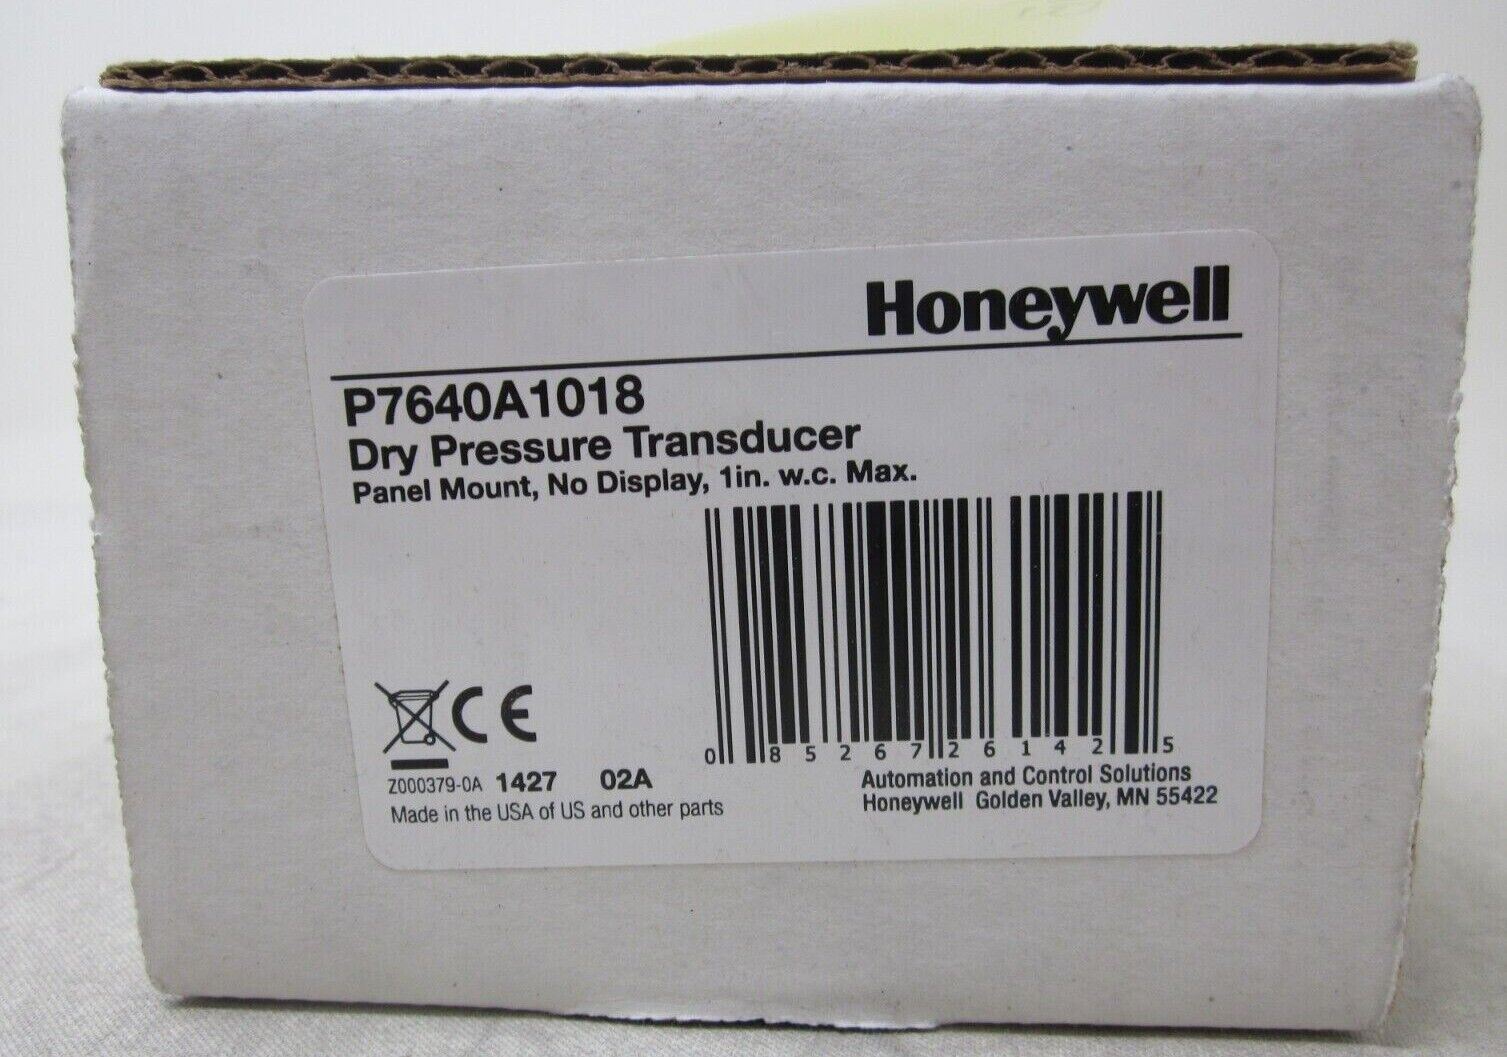 Honeywell
P7640A1018
Dry Pressure Transducer
Panel Mount, No Display, 1in. w.c. Max.
0 85267 26142 5
CE
Z000379-0A 1427 02A
Made in the USA of US and other parts
Automation and Control Solutions
Honeywell Golden Valley, MN 55422